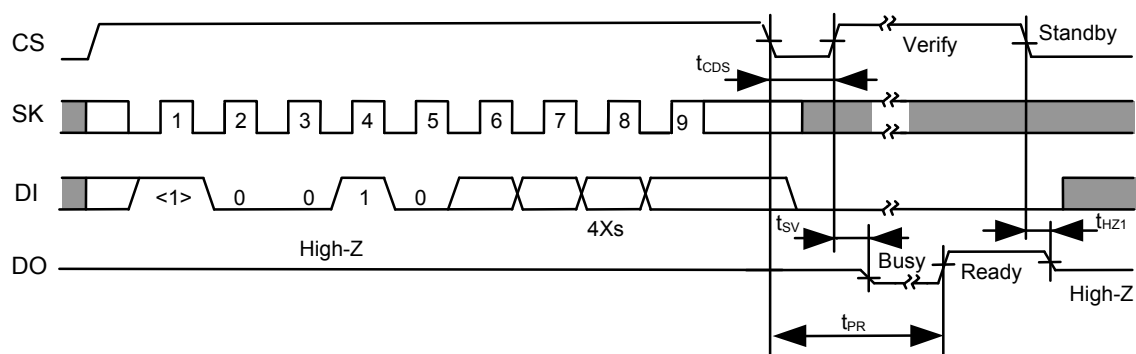 CS
Verify
Standby
tCDS
SK
1 2 3 4 5 6 7 8 9
DI
<1> 0 0 1 0
4Xs
tSV
tHZ1
High-Z
DO
Busy
Ready
High-Z
tPR